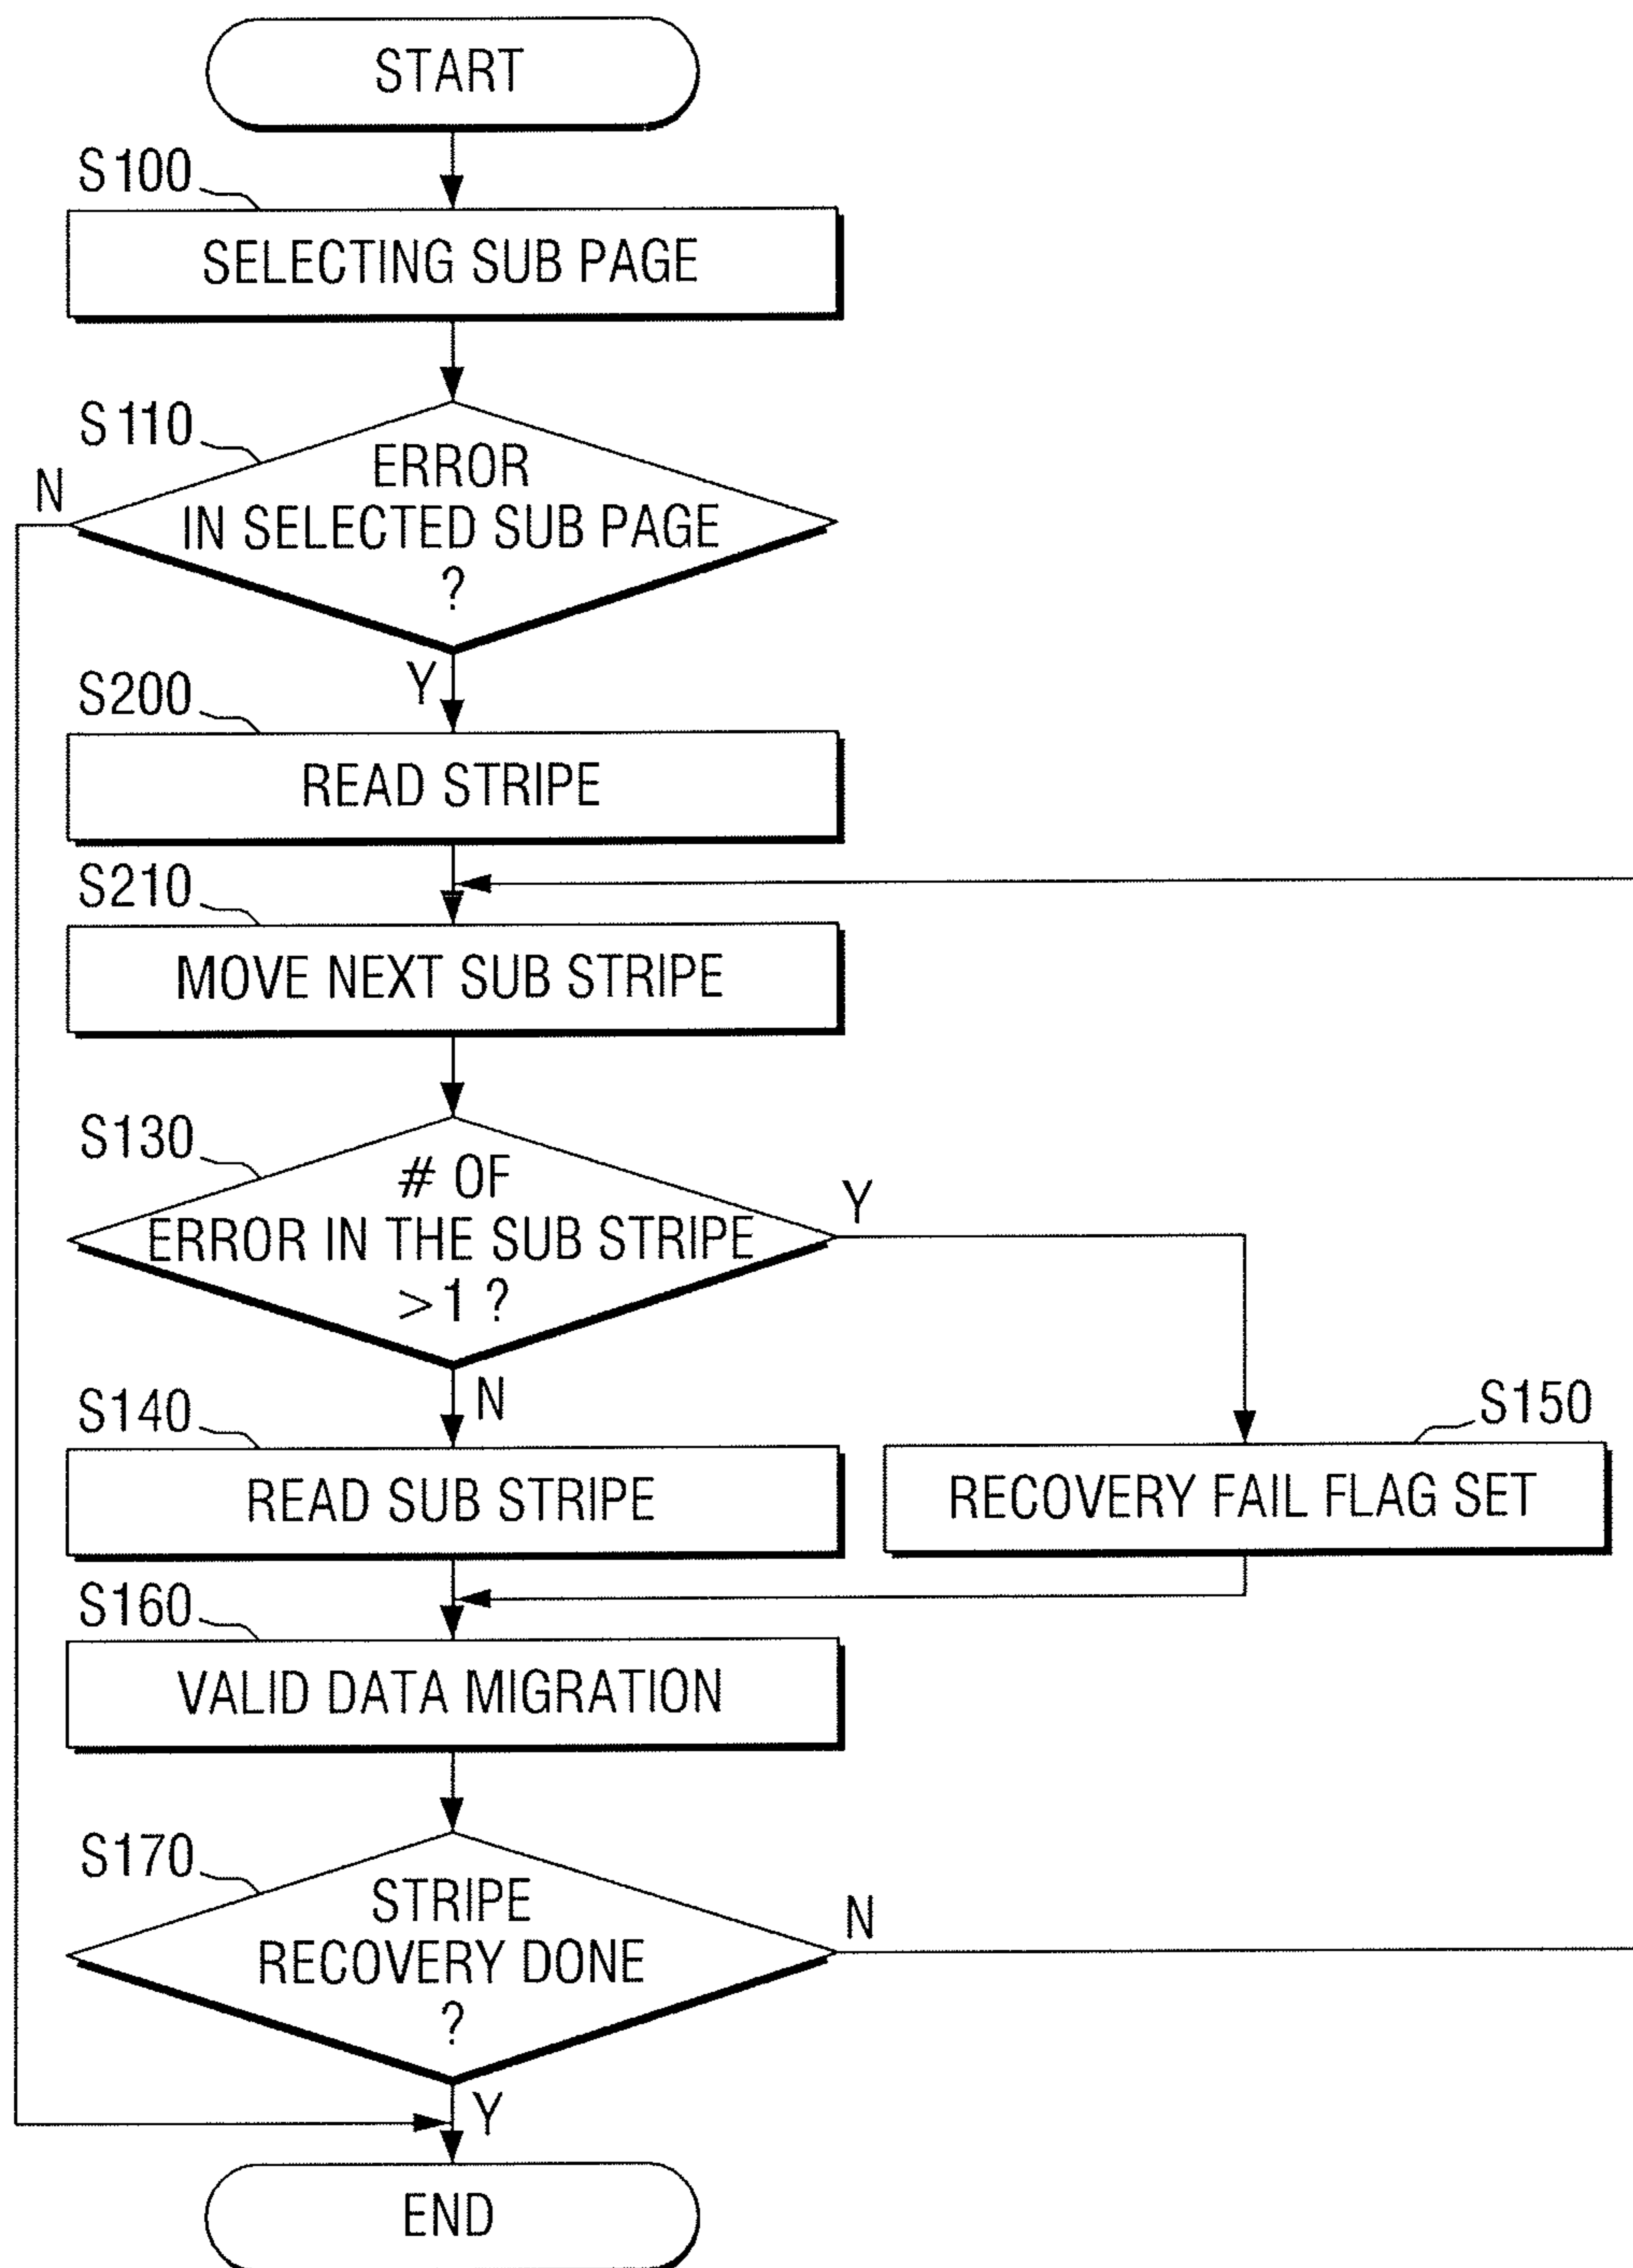 START
S100
SELECTING SUB PAGE
S110
N
ERROR
IN SELECTED SUB PAGE
?
Y
S200
READ STRIPE
S210
MOVE NEXT SUB STRIPE
S130
# OF
ERROR IN THE SUB STRIPE
>1 ?
Y
N
S140
READ SUB STRIPE
S150
RECOVERY FAIL FLAG SET
S160
VALID DATA MIGRATION
S170
STRIPE
RECOVERY DONE
?
N
Y
END